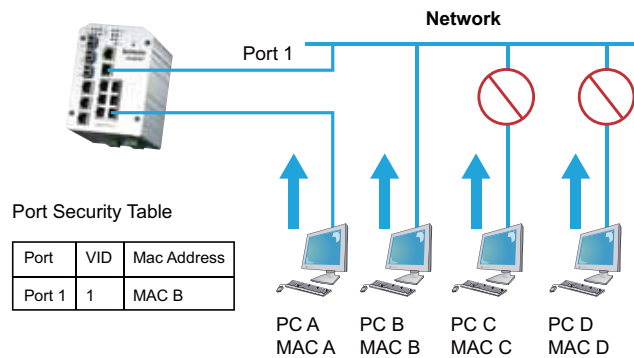 Network
Port 1
Port Security Table
Port VID Mac Address
Port 1 1 MAC B
PC A PC B PC C PC D
MAC A MAC B MAC C MAC D